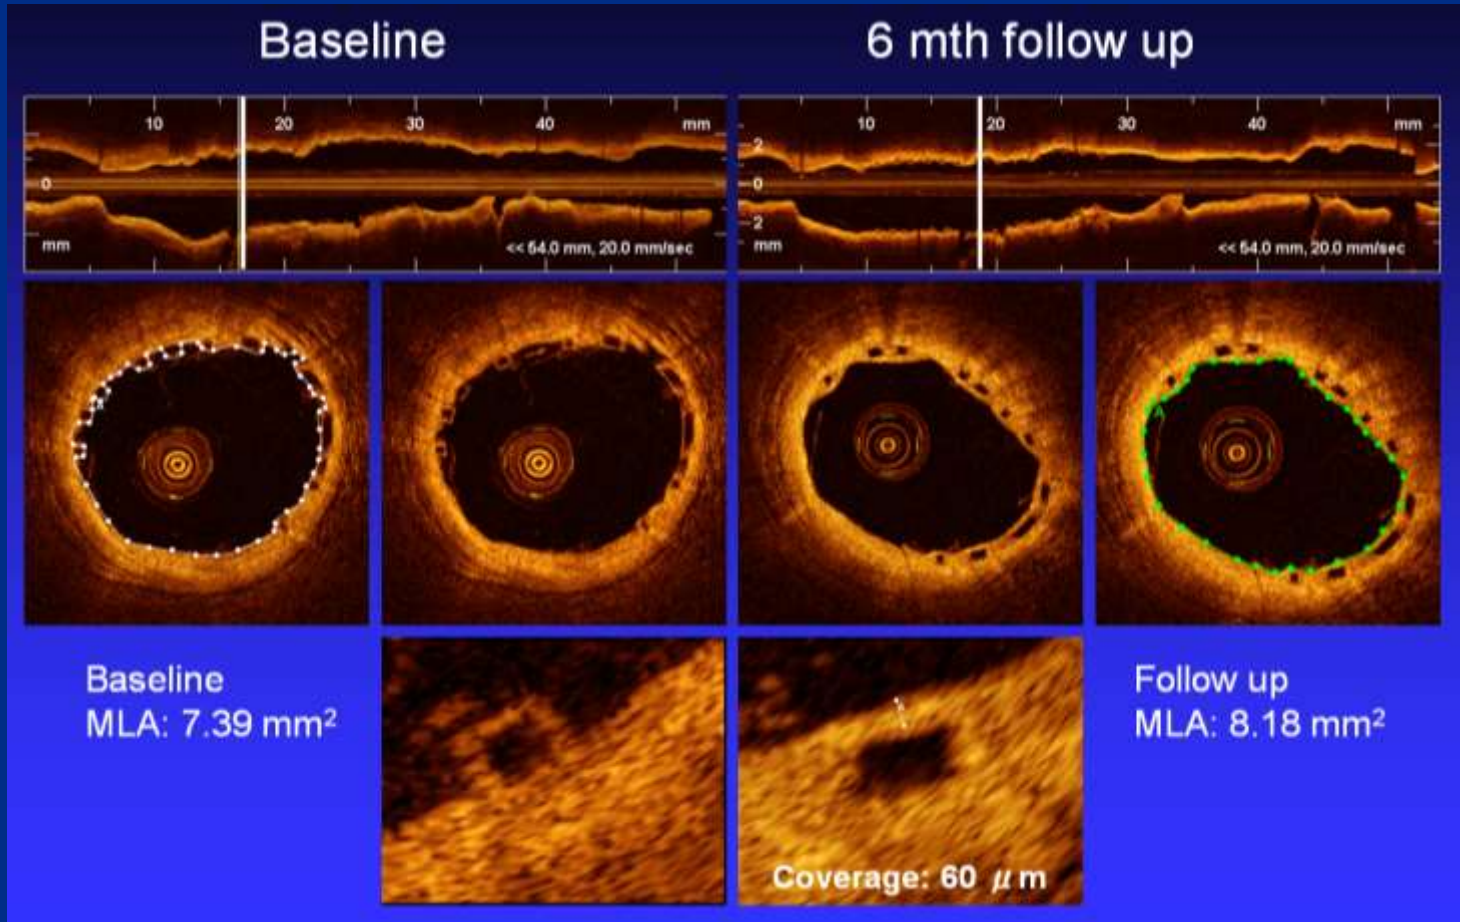 Baseline
6 mth follow up
10 20 30 40 mm
0
mm
<< 54.0 mm, 20.0 mm/sec
10 20 30 40 mm
2
0
2
mm
<< 54.0 mm, 20.0 mm/sec
Baseline
MLA: 7.39 mm²
Coverage: 60 μm
Follow up
MLA: 8.18 mm²